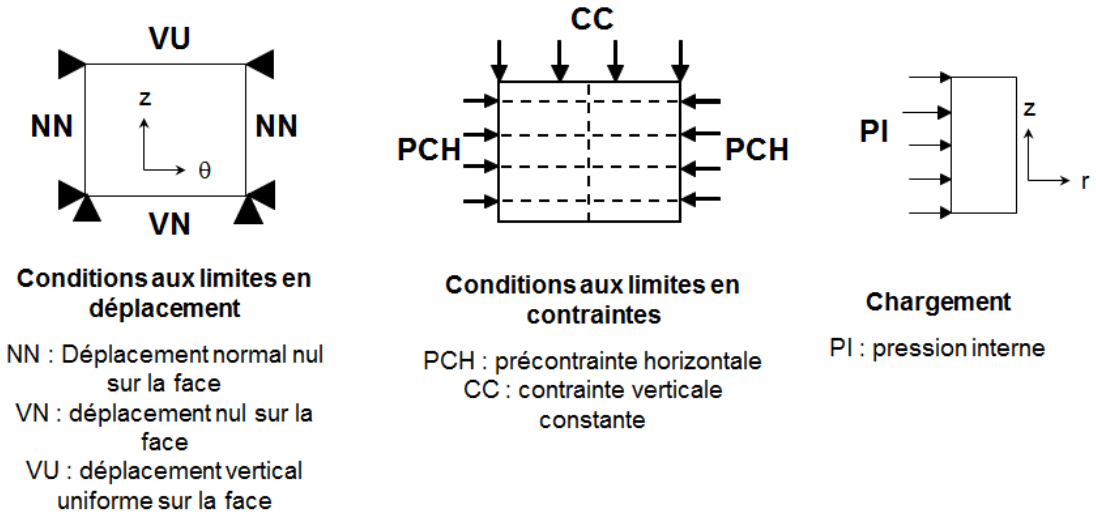 VU
NN
z
θ
NN
VN
Conditions aux limites en
déplacement
NN : Déplacement normal nul
sur la face
VN : déplacement nul sur la
face
VU : déplacement vertical
uniforme sur la face
CC
PCH
PCH
Conditions aux limites en
contraintes
PCH : précontrainte horizontale
CC : contrainte verticale
constante
PI
z
r
Chargement
PI : pression interne